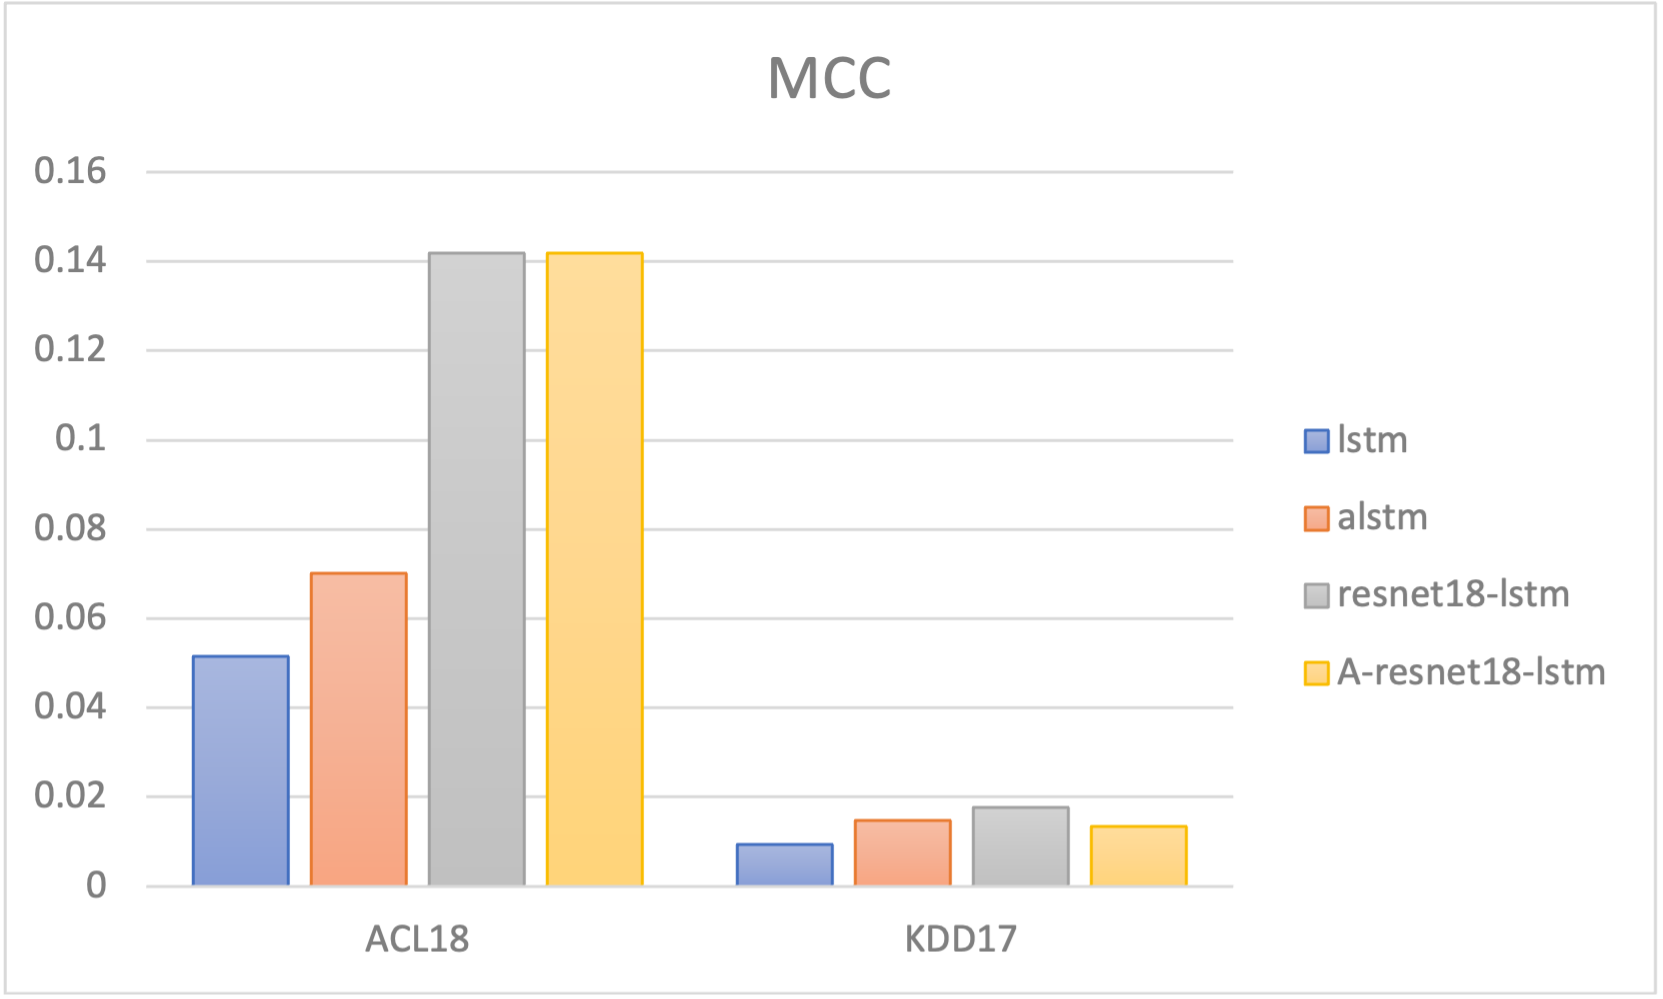 MCC
0.16
0.14
0.12
0.1
0.08
0.06
0.04
0.02
0
ACL18
KDD17
lstm
alstm
resnet18-lstm
A-resnet18-lstm